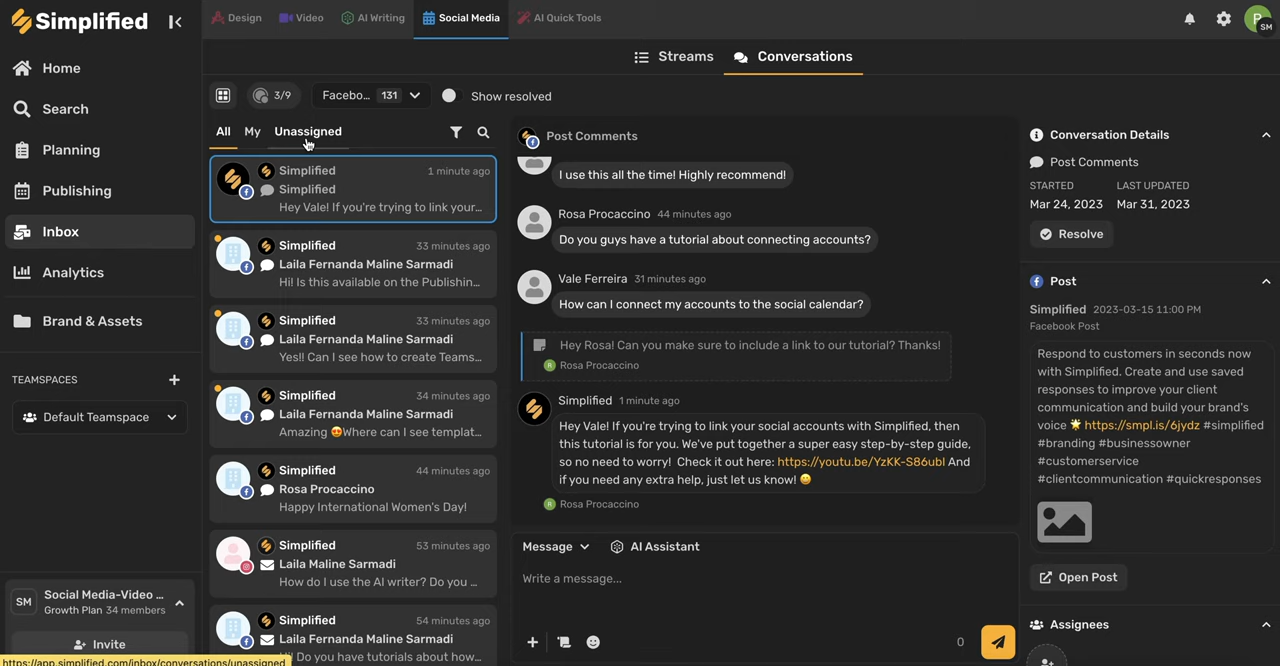 Simplified
Design
Video
AI Writing
Social Media
AI Quick Tools
SM
Home
Search
Planning
Publishing
Inbox
Analytics
Brand & Assets
TEAMSPACES
Default Teamspace
SM
Social Media-Video ...
Growth Plan 34 members
Invite
https://app.simplified.com/inbox/conversations/unassigned
Streams
Conversations
3/9
Facebo... 131
Show resolved
All
My
Unassigned
Simplified
1 minute ago
Simplified
Hey Vale! If you're trying to link your...
Simplified
33 minutes ago
Laila Fernanda Maline Sarmadi
Hi! Is this available on the Publishin...
Simplified
33 minutes ago
Laila Fernanda Maline Sarmadi
Yes!! Can I see how to create Teams...
Simplified
34 minutes ago
Laila Fernanda Maline Sarmadi
Amazing 😍Where can I see templat...
Simplified
44 minutes ago
Rosa Procaccino
Happy International Women's Day!
Simplified
53 minutes ago
Laila Maline Sarmadi
How do I use the AI writer? Do you ...
Simplified
54 minutes ago
Laila Fernanda Maline Sarmadi
Do you have tutorials about how...
Post Comments
I use this all the time! Highly recommend!
Rosa Procaccino 44 minutes ago
Do you guys have a tutorial about connecting accounts?
Vale Ferreira 31 minutes ago
How can I connect my accounts to the social calendar?
Hey Rosa! Can you make sure to include a link to our tutorial? Thanks!
R Rosa Procaccino
Simplified 1 minute ago
Hey Vale! If you're trying to link your social accounts with Simplified, then
this tutorial is for you. We've put together a super easy step-by-step guide,
so no need to worry! Check it out here: https://youtu.be/YzKK-S86ubI And
if you need any extra help, just let us know! 😀
R Rosa Procaccino
Message
AI Assistant
Write a message...
0
Conversation Details
Post Comments
STARTED
LAST UPDATED
Mar 24, 2023
Mar 31, 2023
Resolve
Post
Simplified 2023-03-15 11:00 PM
Facebook Post
Respond to customers in seconds now
with Simplified. Create and use saved
responses to improve your client
communication and build your brand's
voice 🌟 https://smpl.is/6jydz #simplified
#branding #businessowner
#customerservice
#clientcommunication #quickresponses
Open Post
Assignees